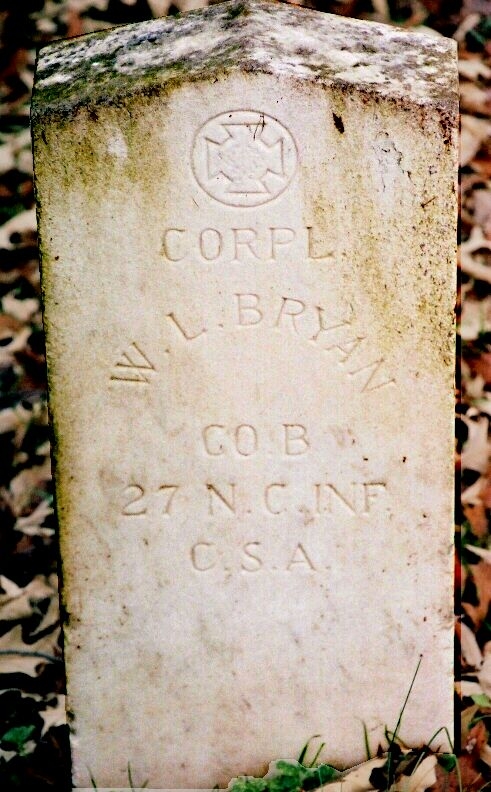 CORPL.
W. L. BRYAN
CO. B
27 N. C. INF.
C. S. A.